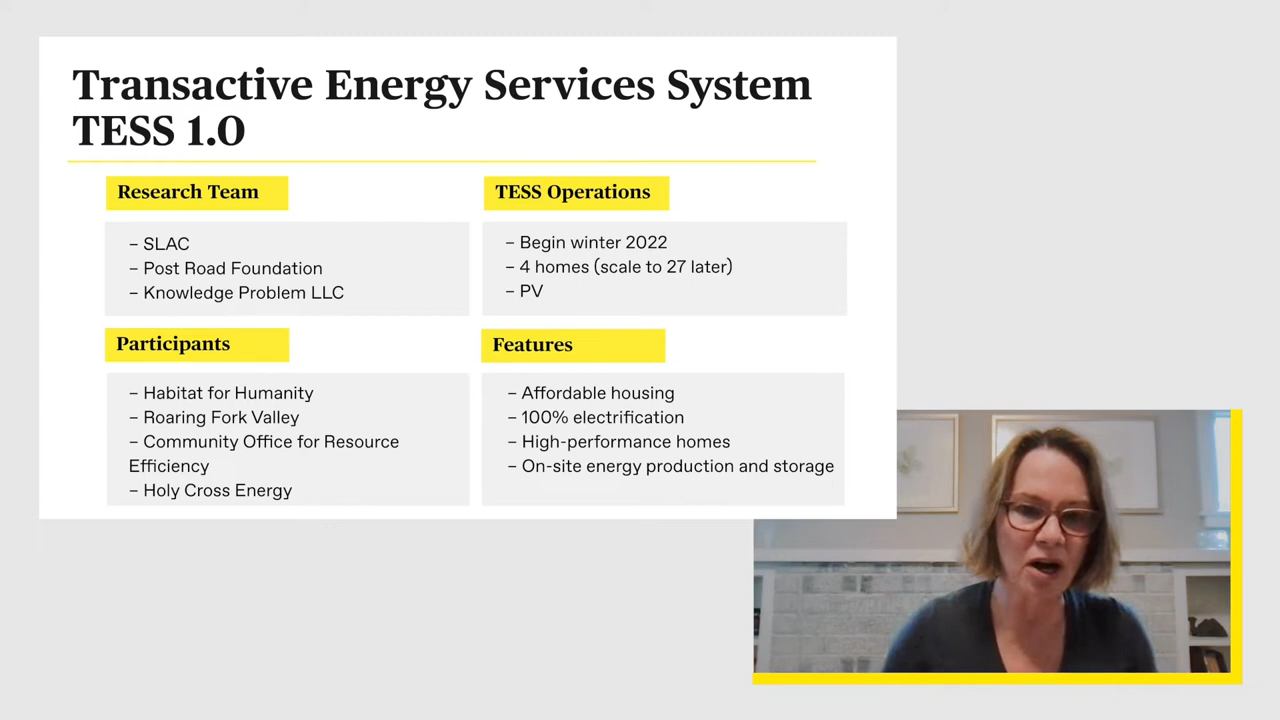 Transactive Energy Services System
TESS 1.0
Research Team
– SLAC
– Post Road Foundation
– Knowledge Problem LLC
TESS Operations
– Begin winter 2022
– 4 homes (scale to 27 later)
– PV
Participants
– Habitat for Humanity
– Roaring Fork Valley
– Community Office for Resource
Efficiency
– Holy Cross Energy
Features
– Affordable housing
– 100% electrification
– High-performance homes
– On-site energy production and storage